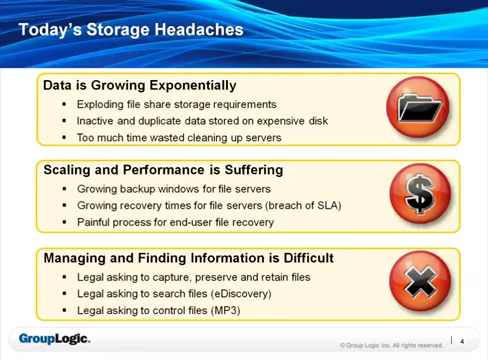 Today's Storage Headaches
Data is Growing Exponentially
▪ Exploding file share storage requirements
▪ Inactive and duplicate data stored on expensive disk
▪ Too much time wasted cleaning up servers
Scaling and Performance is Suffering
▪ Growing backup windows for file servers
▪ Growing recovery times for file servers (breach of SLA)
▪ Painful process for end-user file recovery
$
Managing and Finding Information is Difficult
▪ Legal asking to capture, preserve and retain files
▪ Legal asking to search files (eDiscovery)
▪ Legal asking to control files (MP3)
GroupLogic.
© Group Logic Inc. All rights reserved. | 4